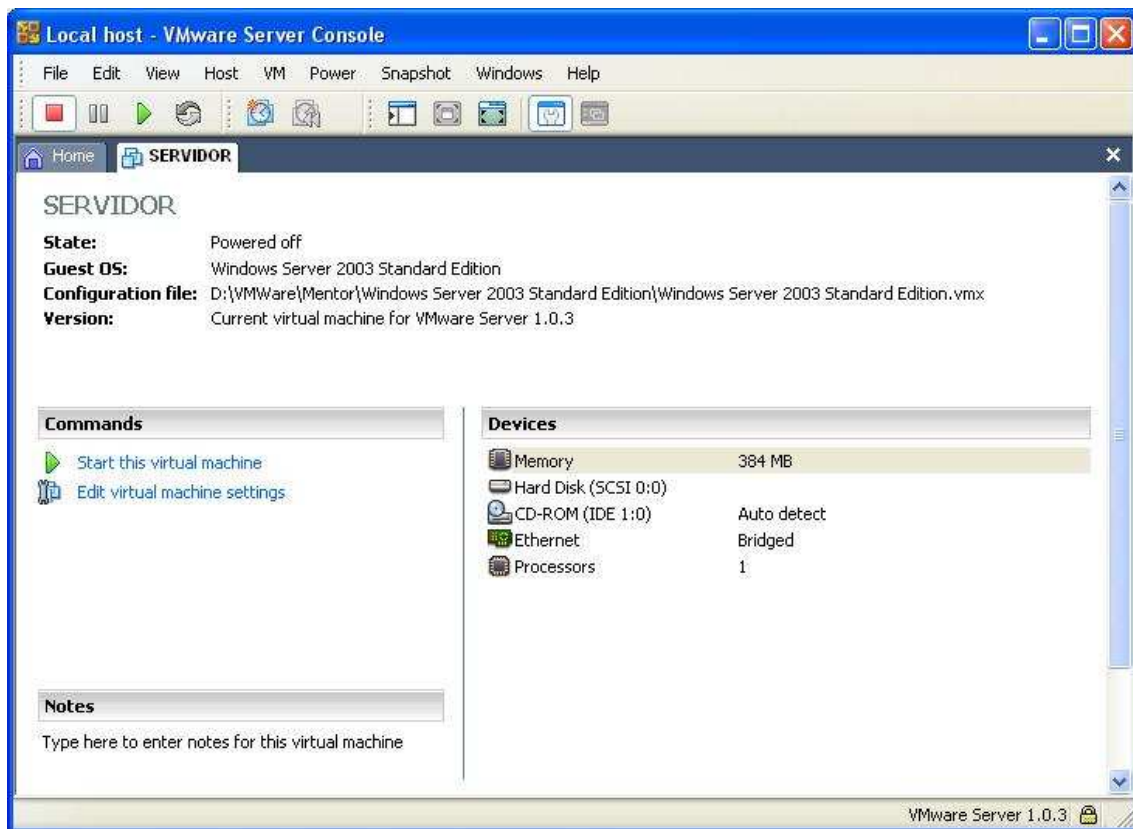 Local host - VMware Server Console
File Edit View Host VM Power Snapshot Windows Help
Home SERVIDOR
SERVIDOR
State: Powered off
Guest OS: Windows Server 2003 Standard Edition
Configuration file: D:\VMWare\Mentor\Windows Server 2003 Standard Edition\Windows Server 2003 Standard Edition.vmx
Version: Current virtual machine for VMware Server 1.0.3
Commands
Start this virtual machine
Edit virtual machine settings
Devices
Memory 384 MB
Hard Disk (SCSI 0:0)
CD-ROM (IDE 1:0) Auto detect
Ethernet Bridged
Processors 1
Notes
Type here to enter notes for this virtual machine
VMware Server 1.0.3